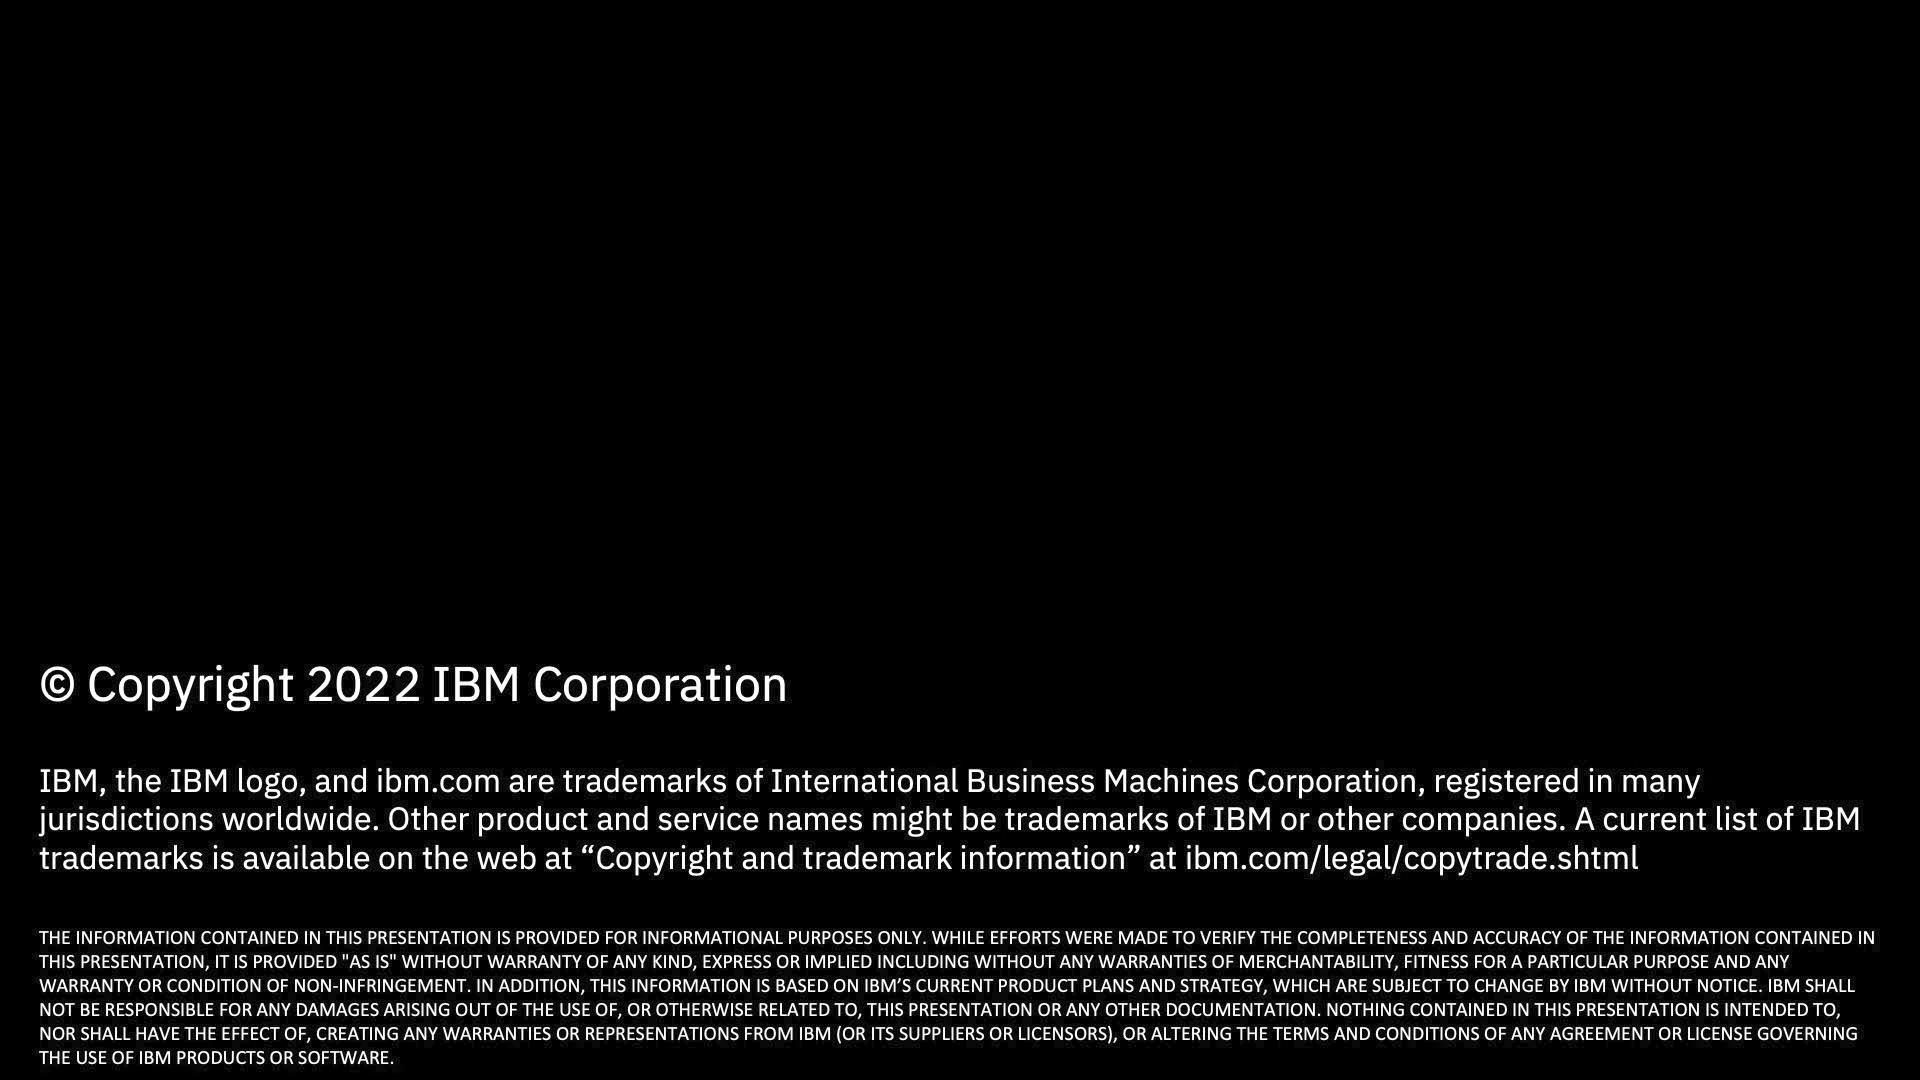 © Copyright 2022 IBM Corporation
IBM, the IBM logo, and ibm.com are trademarks of International Business Machines Corporation, registered in many
jurisdictions worldwide. Other product and service names might be trademarks of IBM or other companies. A current list of IBM
trademarks is available on the web at “Copyright and trademark information” at ibm.com/legal/copytrade.shtml
THE INFORMATION CONTAINED IN THIS PRESENTATION IS PROVIDED FOR INFORMATIONAL PURPOSES ONLY. WHILE EFFORTS WERE MADE TO VERIFY THE COMPLETENESS AND ACCURACY OF THE INFORMATION CONTAINED IN
THIS PRESENTATION, IT IS PROVIDED "AS IS" WITHOUT WARRANTY OF ANY KIND, EXPRESS OR IMPLIED INCLUDING WITHOUT ANY WARRANTIES OF MERCHANTABILITY, FITNESS FOR A PARTICULAR PURPOSE AND ANY
WARRANTY OR CONDITION OF NON-INFRINGEMENT. IN ADDITION, THIS INFORMATION IS BASED ON IBM’S CURRENT PRODUCT PLANS AND STRATEGY, WHICH ARE SUBJECT TO CHANGE BY IBM WITHOUT NOTICE. IBM SHALL
NOT BE RESPONSIBLE FOR ANY DAMAGES ARISING OUT OF THE USE OF, OR OTHERWISE RELATED TO, THIS PRESENTATION OR ANY OTHER DOCUMENTATION. NOTHING CONTAINED IN THIS PRESENTATION IS INTENDED TO,
NOR SHALL HAVE THE EFFECT OF, CREATING ANY WARRANTIES OR REPRESENTATIONS FROM IBM (OR ITS SUPPLIERS OR LICENSORS), OR ALTERING THE TERMS AND CONDITIONS OF ANY AGREEMENT OR LICENSE GOVERNING
THE USE OF IBM PRODUCTS OR SOFTWARE.